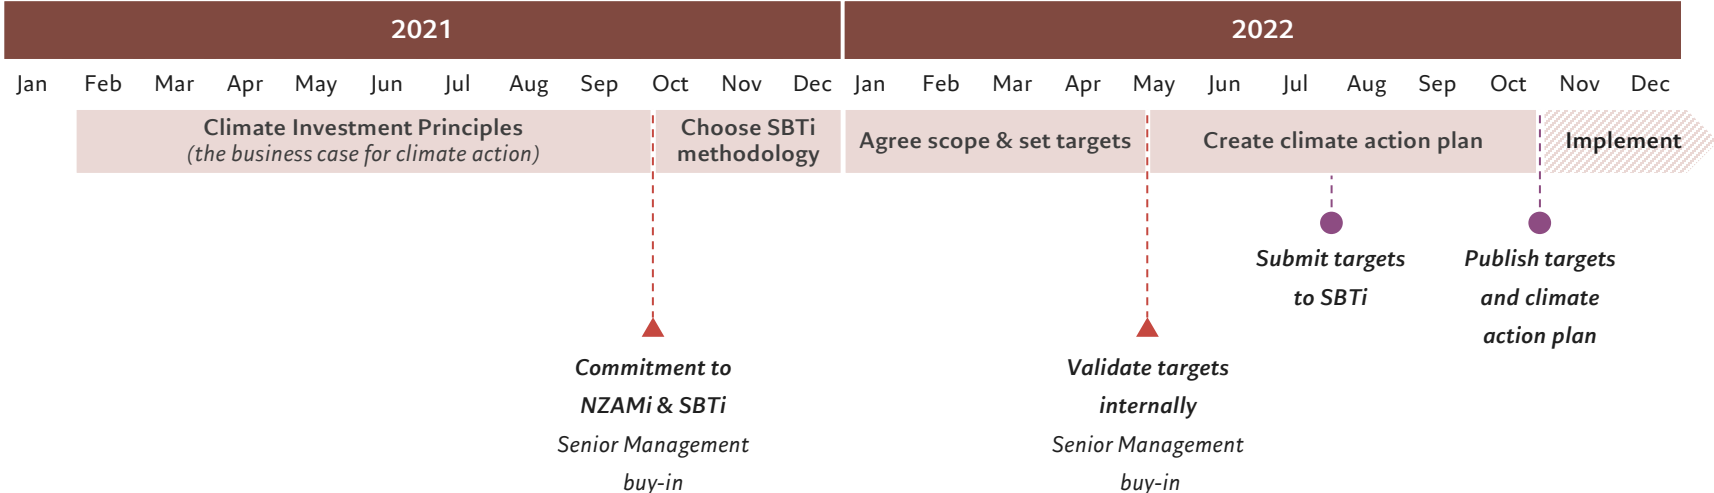 2021
2022
Jan Feb Mar Apr May Jun Jul Aug Sep Oct Nov Dec Jan Feb Mar Apr May Jun Jul Aug Sep Oct Nov Dec
Climate Investment Principles
(the business case for climate action)
Choose SBTi
methodology
Agree scope & set targets
Create climate action plan
Implement
Commitment to
NZAMi & SBTi
Senior Management
buy-in
Validate targets
internally
Senior Management
buy-in
Submit targets
to SBTi
Publish targets
and climate
action plan